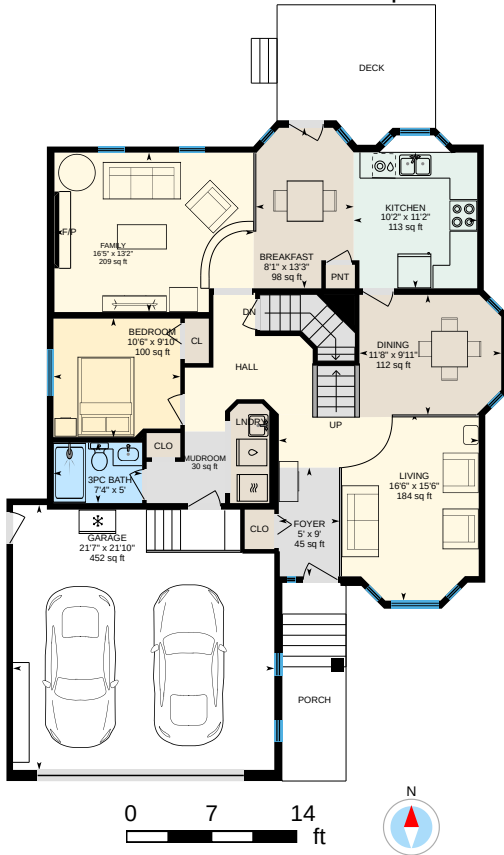 DECK
KITCHEN
10'2" x 11'2"
113 sq ft
F/P
FAMILY
16'5" x 13'2"
209 sq ft
BREAKFAST
8'1" x 13'3"
98 sq ft
PNT
DN
BEDROOM
10'6" x 9'10"
100 sq ft
CL
DINING
11'8" x 9'11"
112 sq ft
HALL
UP
LNDRY
CLO
MUDROOM
30 sq ft
3PC BATH
7'4" x 5'
LIVING
16'6" x 15'6"
184 sq ft
CLO
FOYER
5' x 9'
45 sq ft
GARAGE
21'7" x 21'10"
452 sq ft
PORCH
0 7 14
ft
N